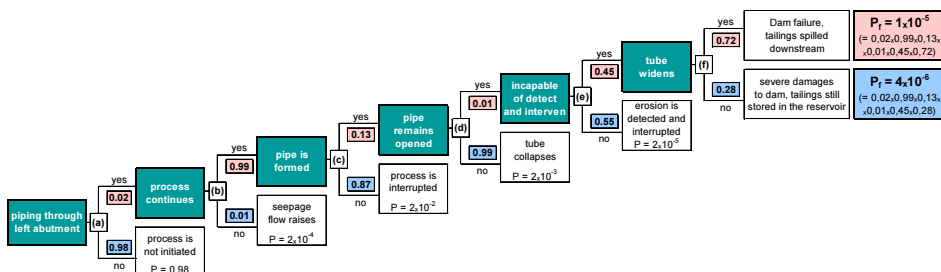 piping through
left abutment
(a)
yes
0.02
0.98
no
process
continues
process is
not initiated
P = 0.98
(b)
yes
0.99
0.01
no
pipe is
formed
seepage
flow raises
P = 2x10-4
(c)
yes
0.13
0.87
no
pipe
remains
opened
process is
interrupted
P = 2x10-2
(d)
yes
0.01
0.99
no
incapable
of detect
and interven
tube
collapses
P = 2x10-3
(e)
yes
0.45
0.55
no
tube
widens
erosion is
detected and
interrupted
P = 2x10-5
(f)
yes
0.72
0.28
no
Dam failure,
tailings spilled
downstream
Pf = 1x10-5
(= 0,02x0,99x0,13x
x0,01x0,45x0,72)
severe damages
to dam, tailings still
stored in the reservoir
Pf = 4x10-6
(= 0,02x0,99x0,13x
x0,01x0,45x0,28)